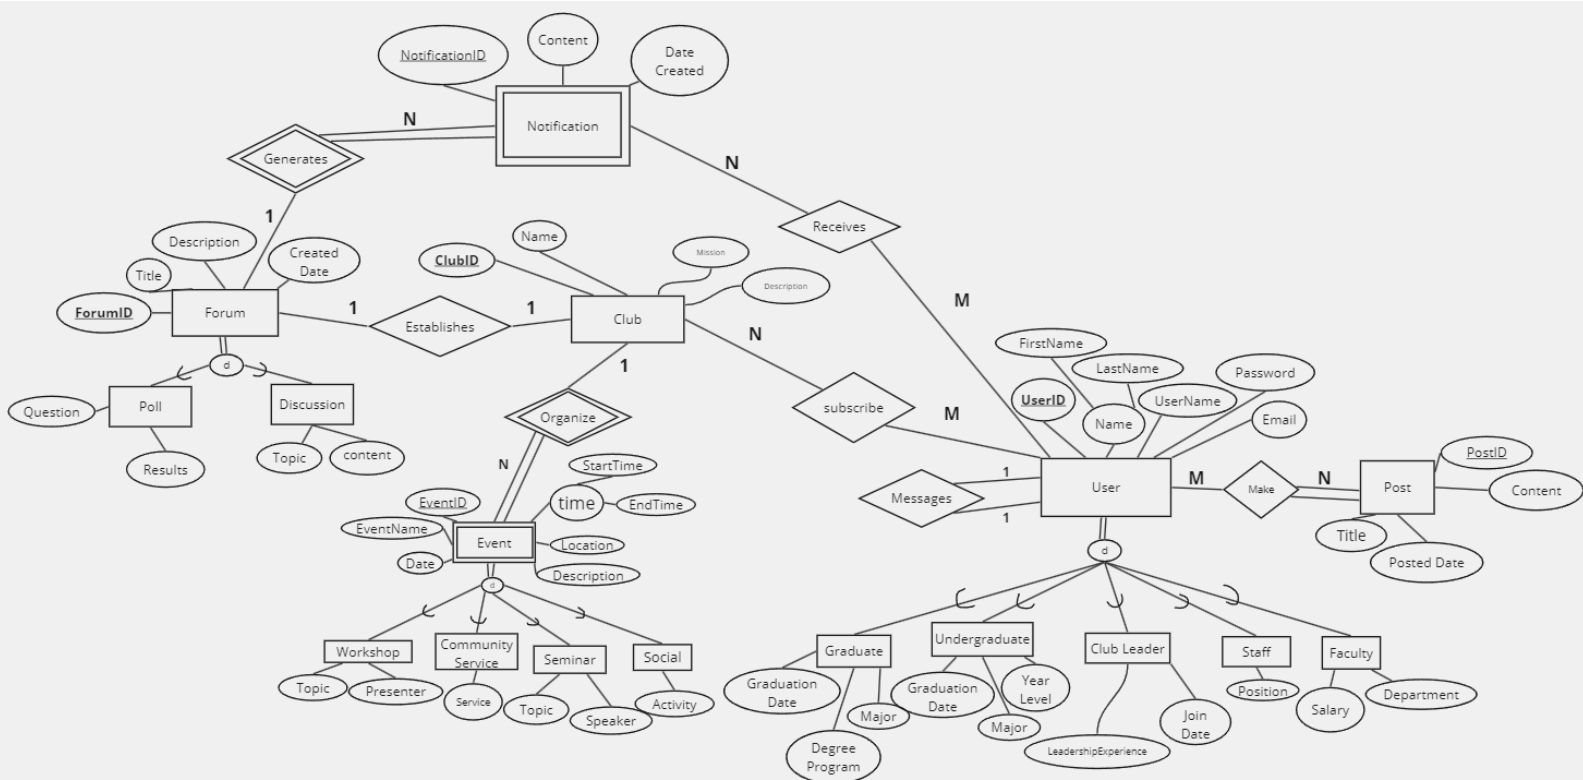 NotificationID
Content
Date
Created
Notification
N
Generates
N
1
Receives
Description
Created
Date
Title
ForumID
Forum
Name
ClubID
Mission
Description
1
Establishes
1
Club
M
N
1
d
Question
Poll
Discussion
Results
Topic
content
Organize
subscribe
M
FirstName
LastName
Password
UserID
UserName
Name
Email
N
StartTime
time
EndTime
EventID
EventName
Event
Location
Date
Description
1
Messages
1
User
M
Make
N
Post
PostID
Content
Title
Posted Date
d
d
Workshop
Community
Service
Seminar
Social
Topic
Presenter
Service
Topic
Speaker
Activity
Graduate
Undergraduate
Club Leader
Staff
Faculty
Graduation
Date
Degree
Program
Major
Graduation
Date
Major
Year
Level
LeadershipExperience
Join
Date
Position
Salary
Department